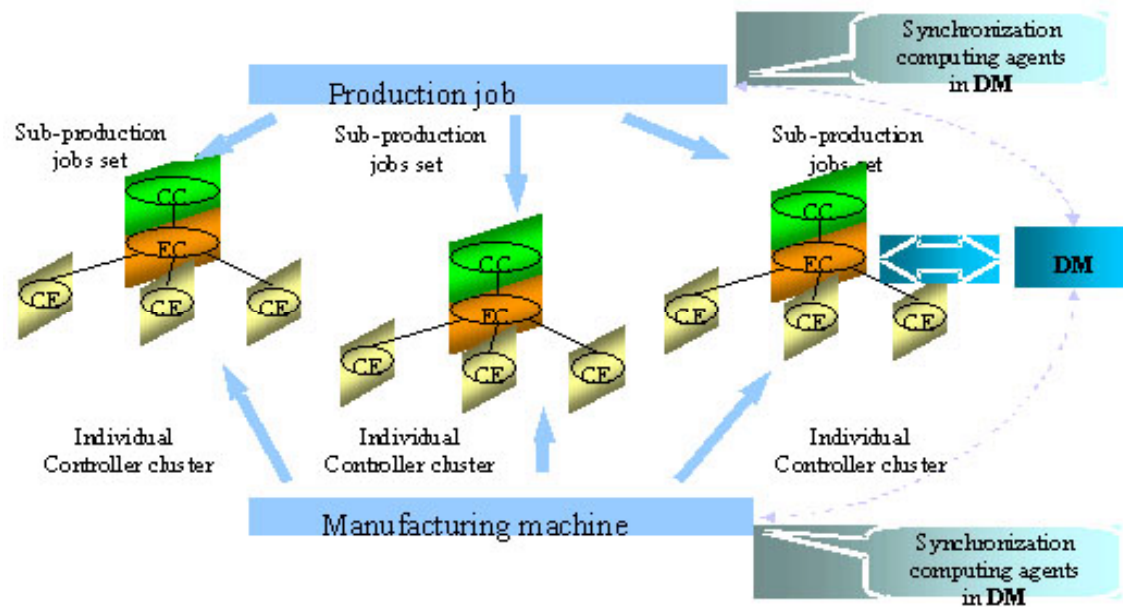 Synchronization
computing agents
in DM
Production job
Sub-production
jobs set
Sub-production
jobs set
Sub-production
jobs set
CC
EC
CE
CE
CE
CC
EC
CE
CE
CE
CC
EC
CE
CE
CE
DM
Individual
Controller cluster
Individual
Controller cluster
Individual
Controller cluster
Manufacturing machine
Synchronization
computing agents
in DM